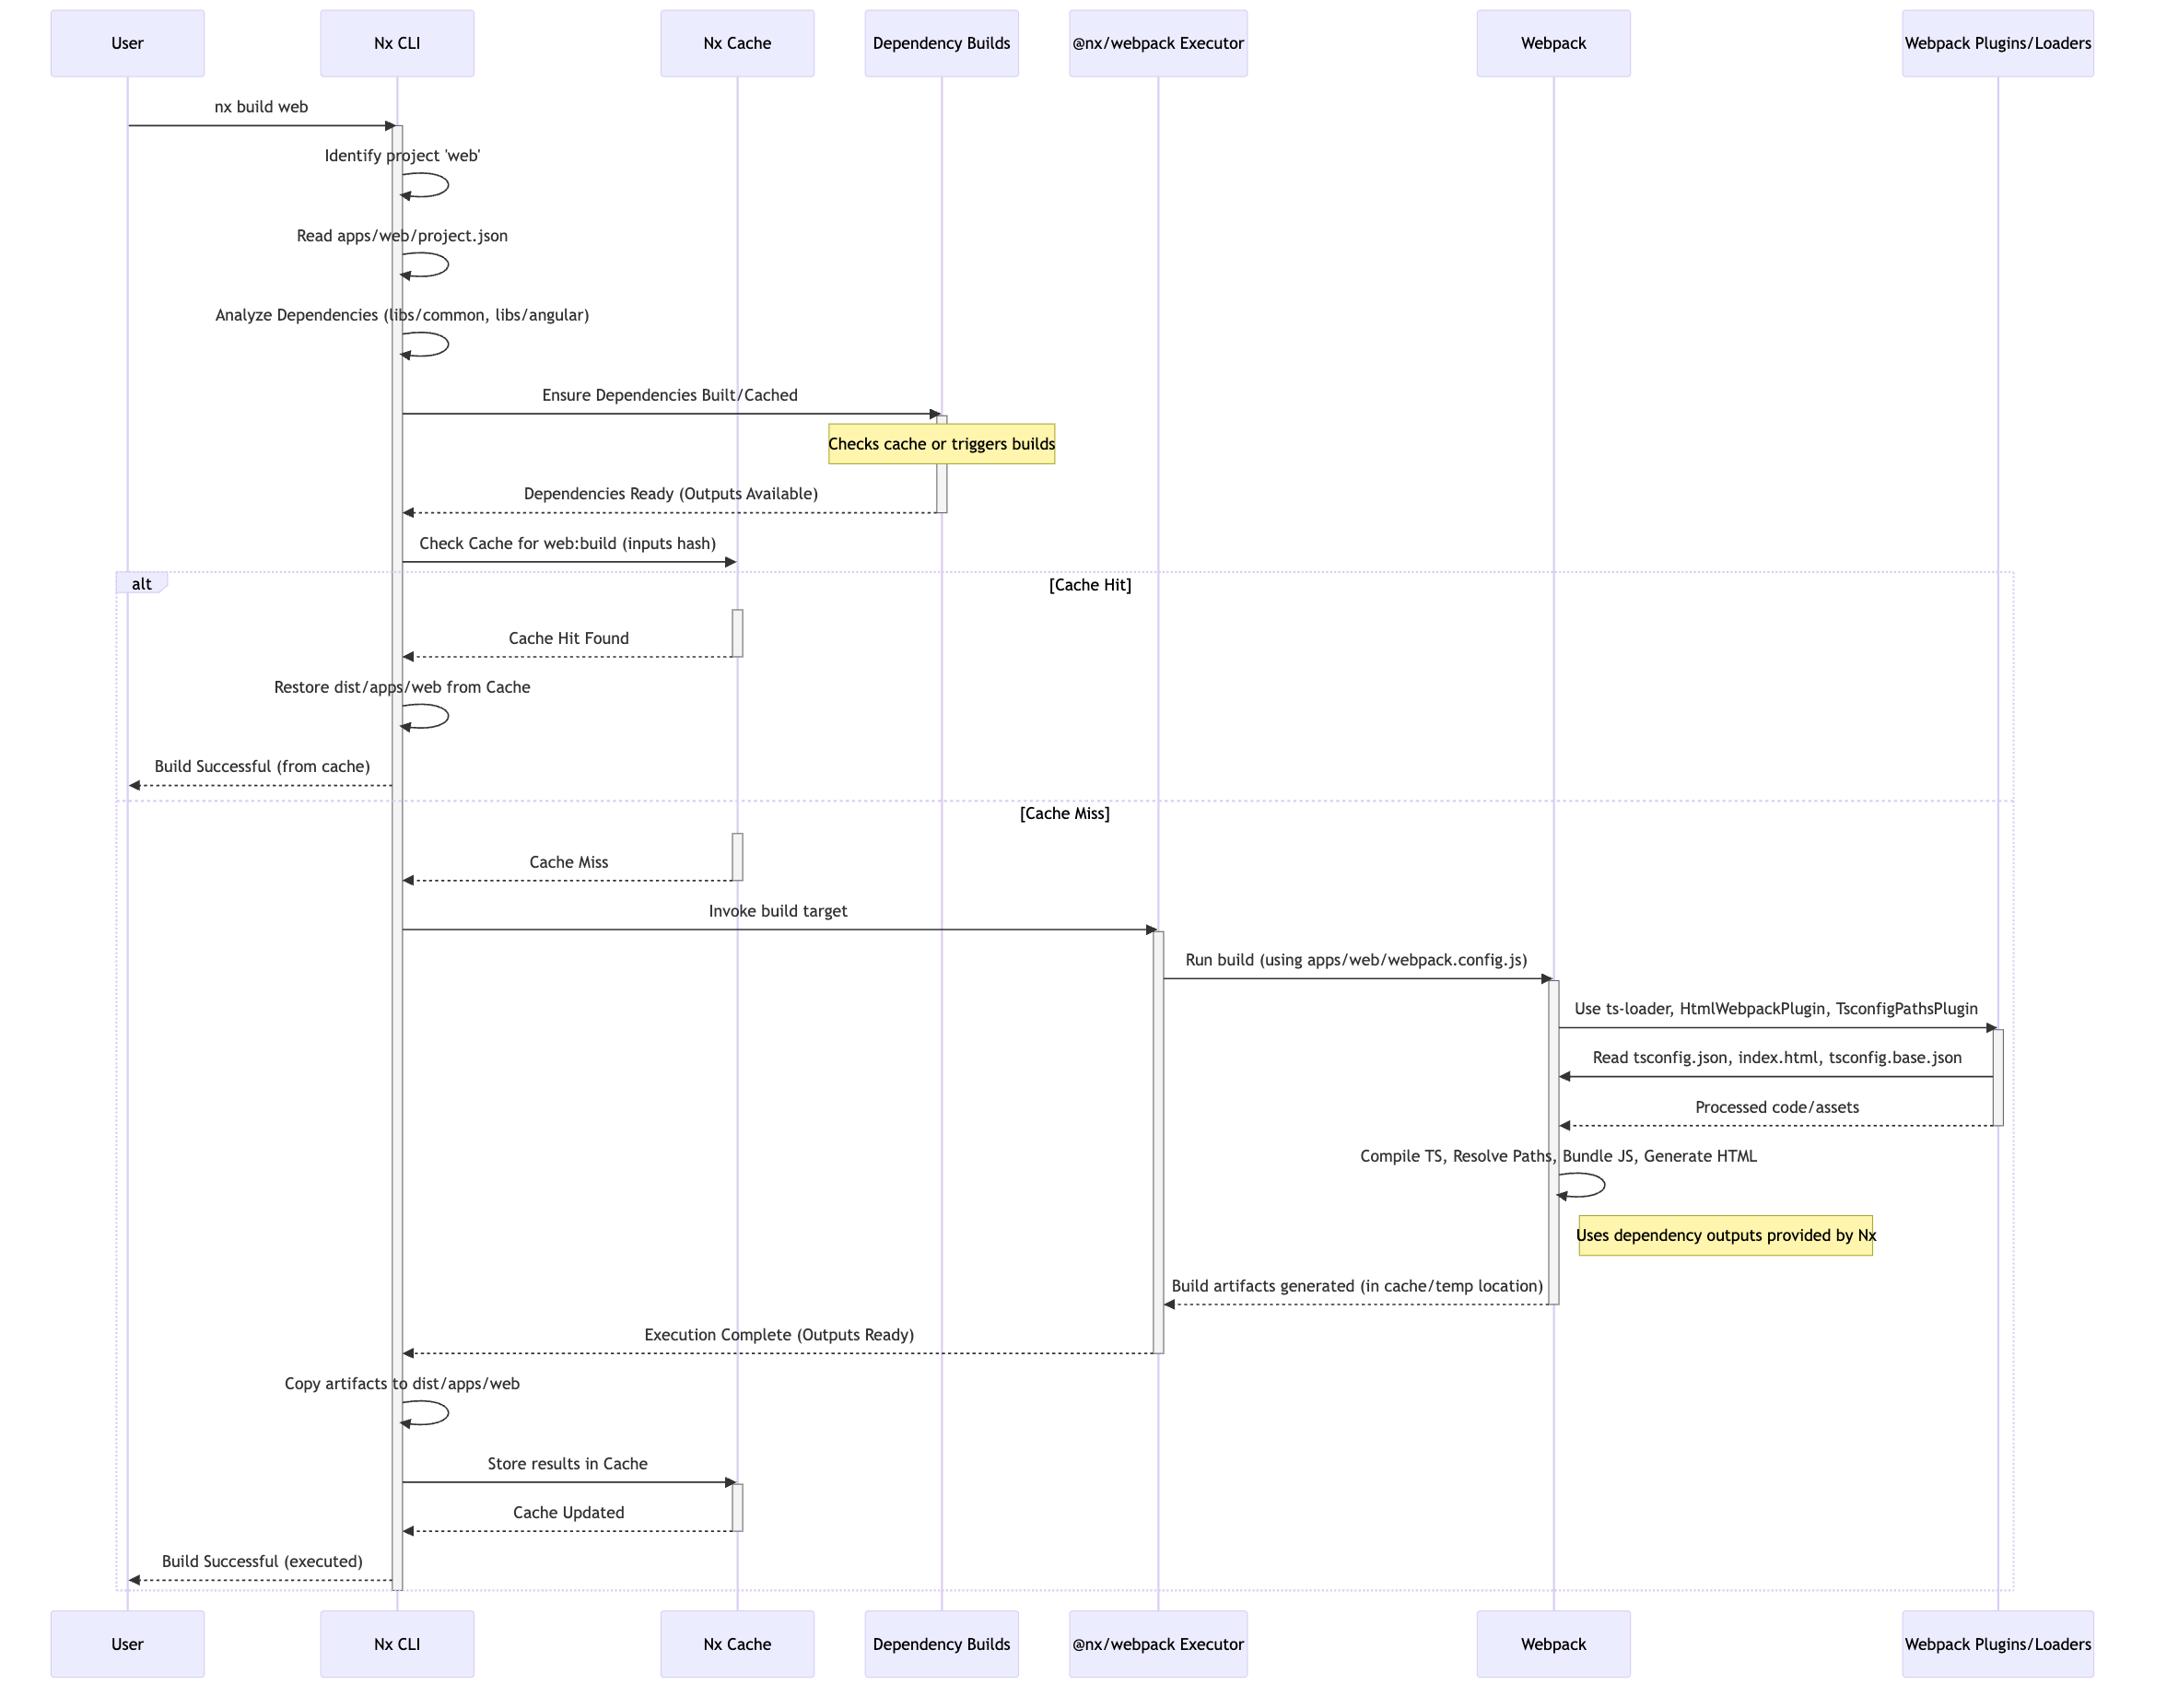 User
Nx CLI
Nx Cache
Dependency Builds
@nx/webpack Executor
Webpack
Webpack Plugins/Loaders
nx build web
Identify project 'web'
Read apps/web/project.json
Analyze Dependencies (libs/common, libs/angular)
Ensure Dependencies Built/Cached
Checks cache or triggers builds
Dependencies Ready (Outputs Available)
Check Cache for web:build (inputs hash)
alt
[Cache Hit]
Cache Hit Found
Restore dist/apps/web from Cache
Build Successful (from cache)
[Cache Miss]
Cache Miss
Invoke build target
Run build (using apps/web/webpack.config.js)
Use ts-loader, HtmlWebpackPlugin, TsconfigPathsPlugin
Read tsconfig.json, index.html, tsconfig.base.json
Processed code/assets
Compile TS, Resolve Paths, Bundle JS, Generate HTML
Uses dependency outputs provided by Nx
Build artifacts generated (in cache/temp location)
Execution Complete (Outputs Ready)
Copy artifacts to dist/apps/web
Store results in Cache
Cache Updated
Build Successful (executed)
User
Nx CLI
Nx Cache
Dependency Builds
@nx/webpack Executor
Webpack
Webpack Plugins/Loaders